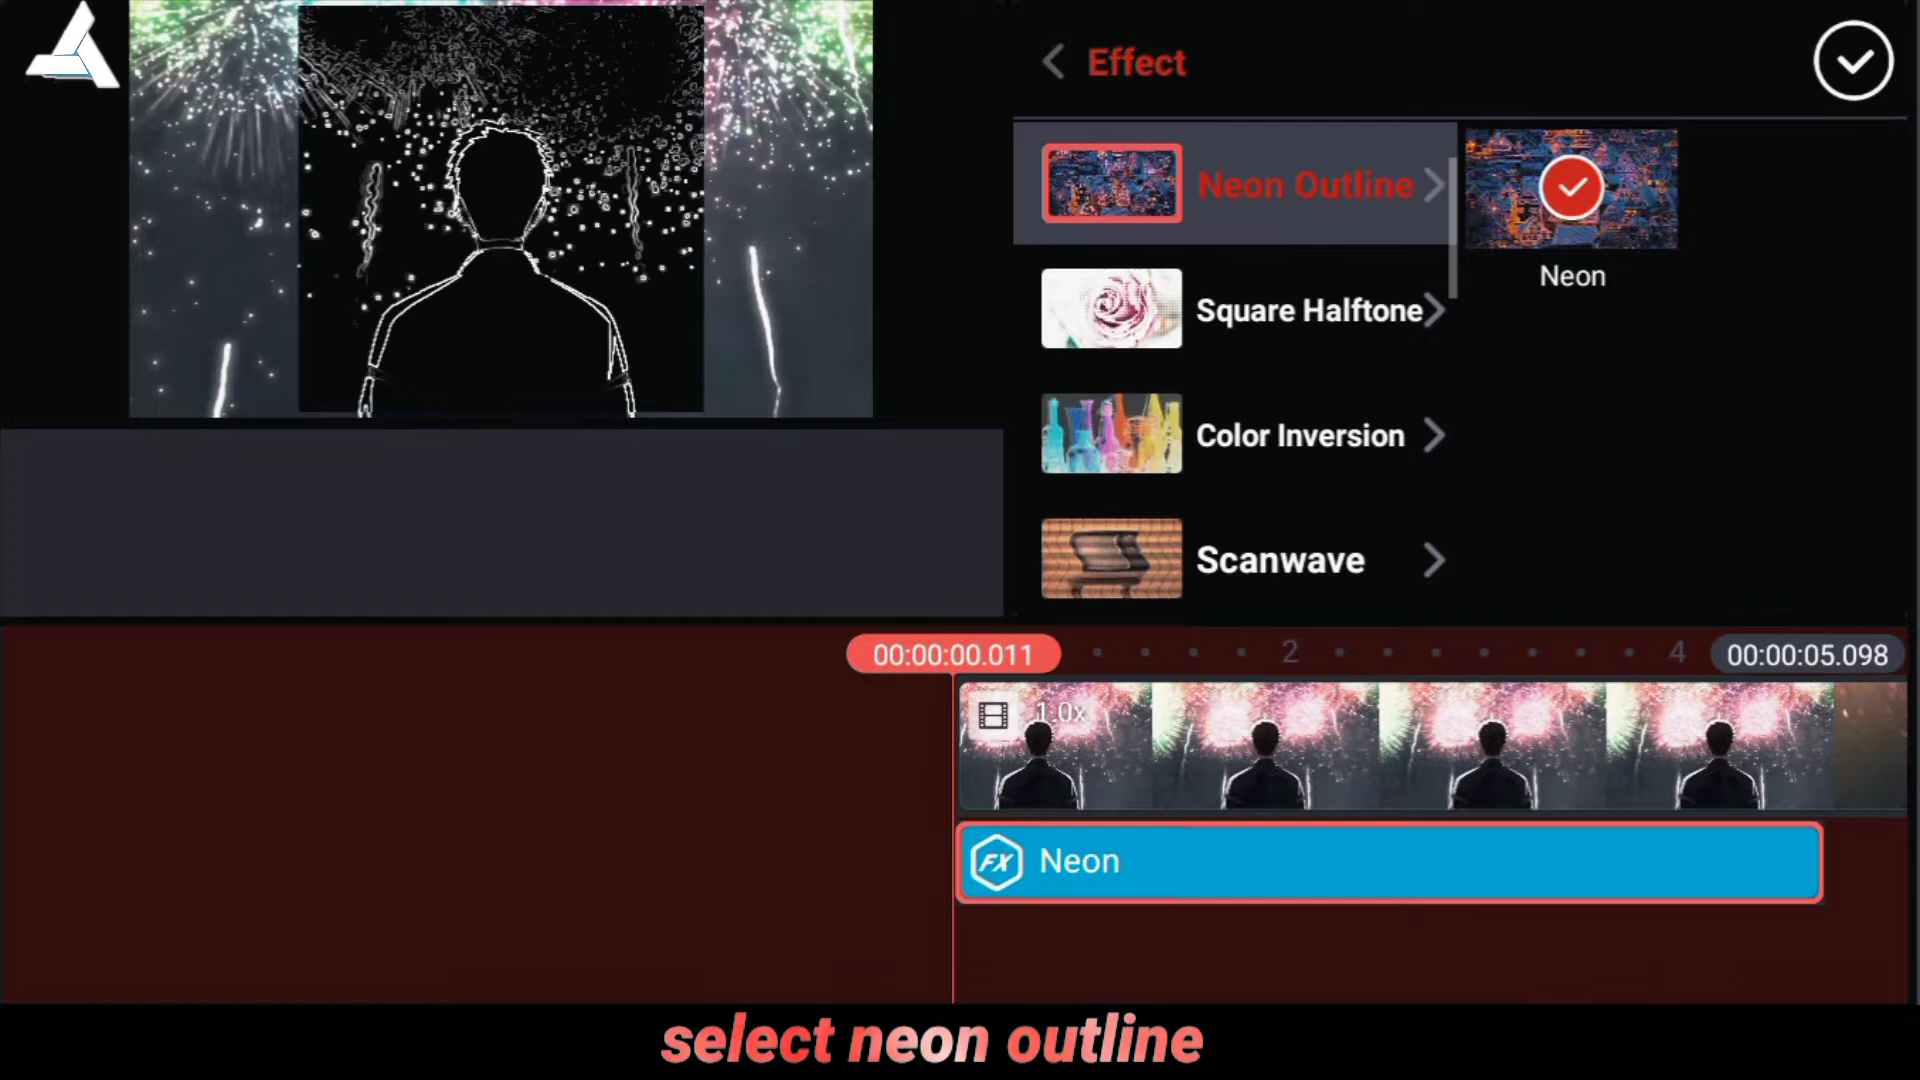 Effect
Neon Outline
Neon
Square Halftone
Color Inversion
Scanwave
00:00:00.011
2
4
00:00:05.098
1.0x
FX
Neon
select neon outline